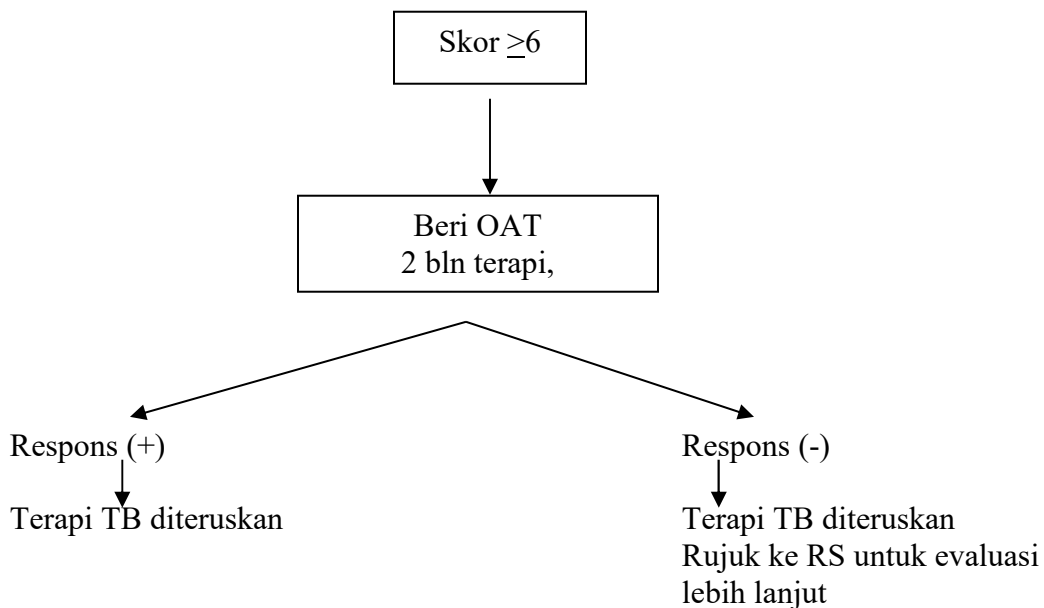 Skor ≥6
Beri OAT
2 bln terapi,
Respons (+)
Terapi TB diteruskan
Respons (-)
Terapi TB diteruskan
Rujuk ke RS untuk evaluasi
lebih lanjut